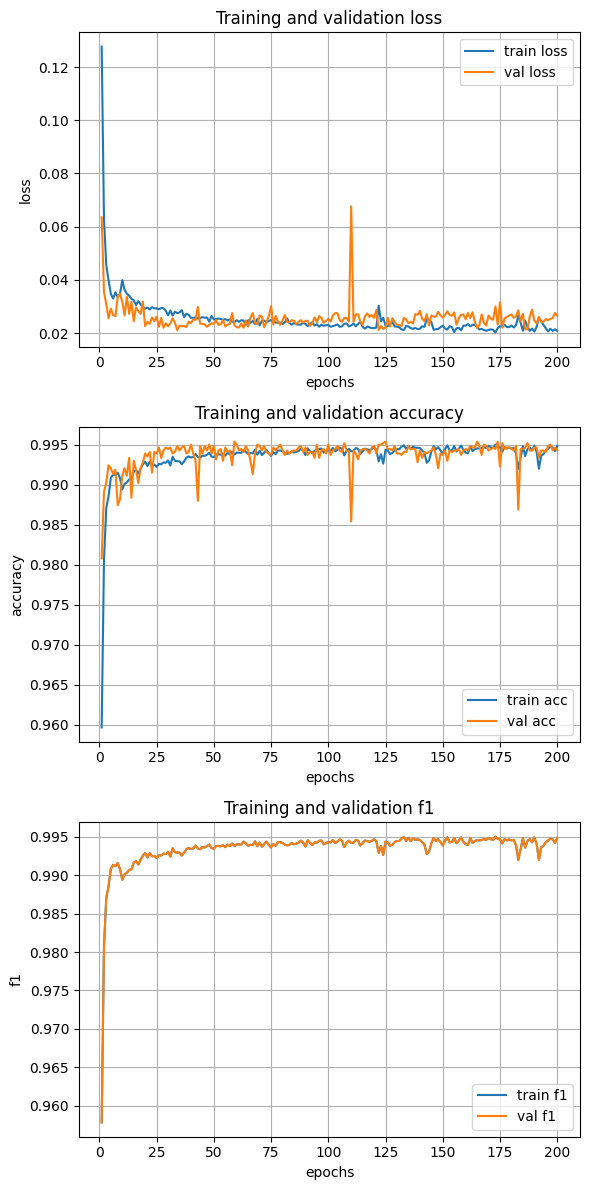 Training and validation loss
0.12
0.10
0.08
0.06
0.04
0.02
loss
train loss
val loss
0 25 50 75 100 125 150 175 200
epochs
Training and validation accuracy
0.995
0.990
0.985
0.980
0.975
0.970
0.965
0.960
accuracy
train acc
val acc
0 25 50 75 100 125 150 175 200
epochs
Training and validation f1
0.995
0.990
0.985
0.980
0.975
0.970
0.965
0.960
f1
train f1
val f1
0 25 50 75 100 125 150 175 200
epochs